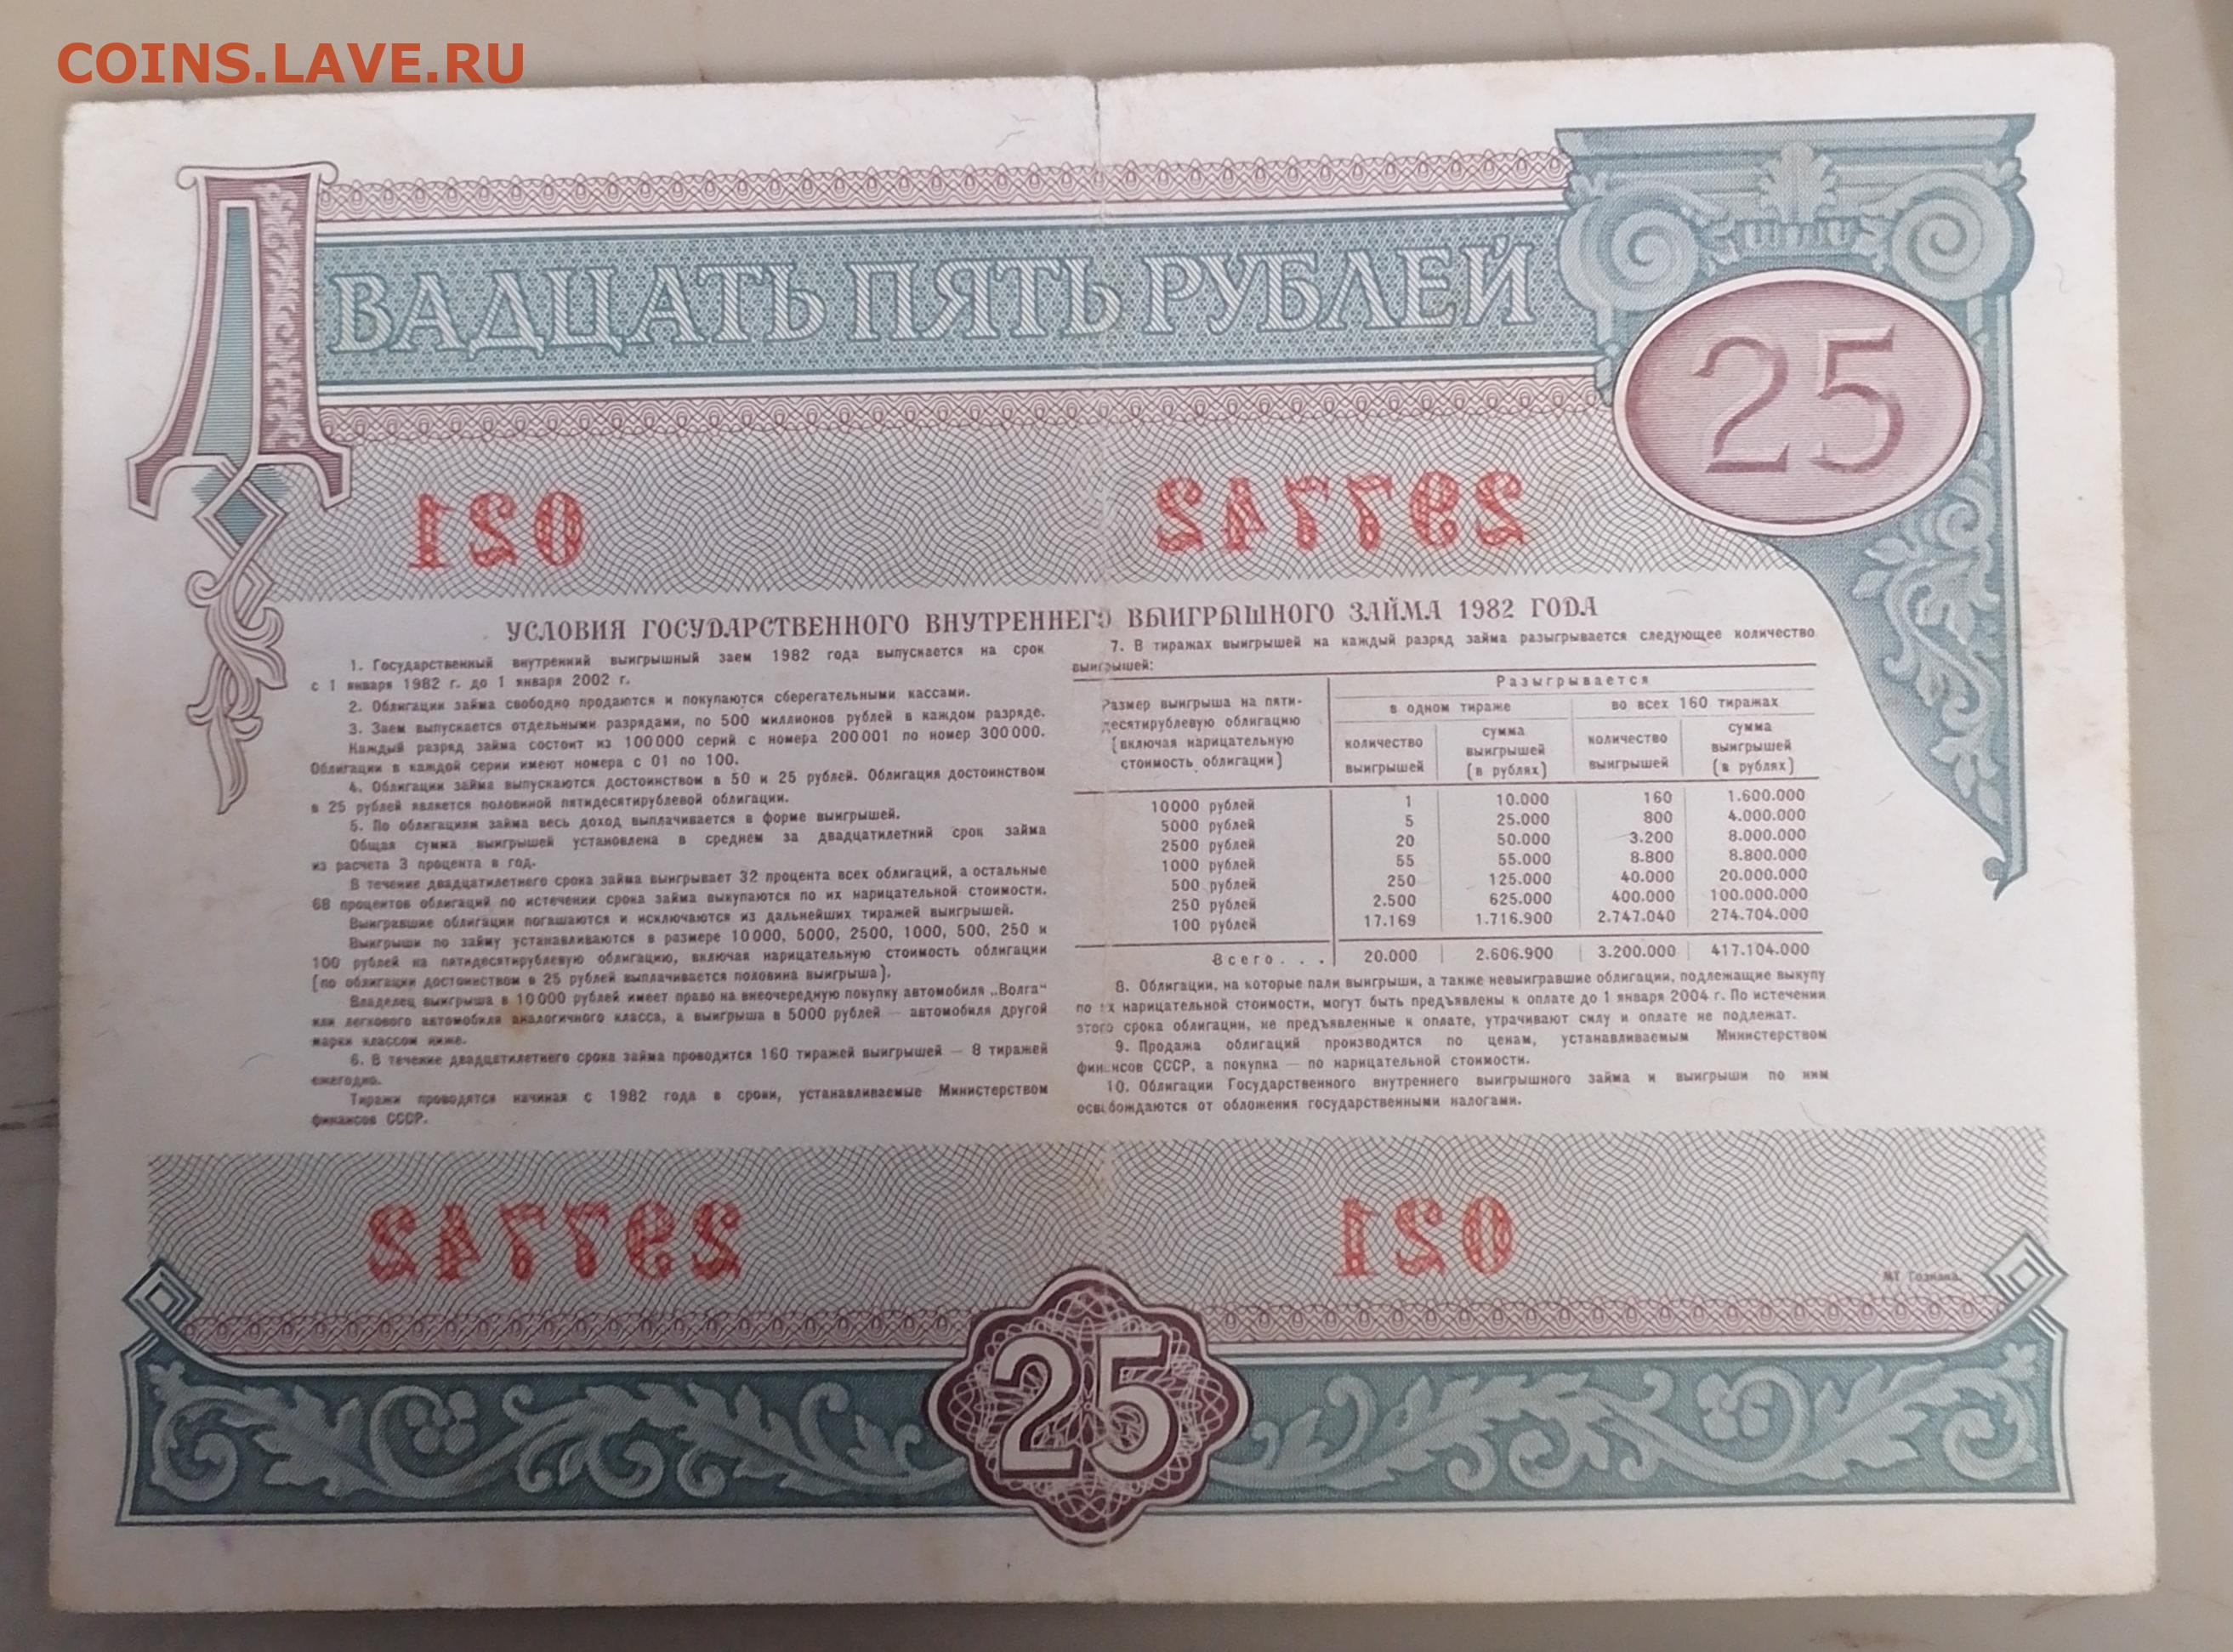 COINS.LAVE.RU
ДВАДЦАТЬ ПЯТЬ РУБЛЕЙ
25
021 297742
УСЛОВИЯ ГОСУДАРСТВЕННОГО ВНУТРЕННЕГО ВЫИГРЫШНОГО ЗАЙМА 1982 ГОДА
1. Государственный внутренний выигрышный заем 1982 года выпускается на срок
с 1 января 1982 г. до 1 января 2002 г.
2. Облигации займа свободно продаются и покупаются сберегательными кассами.
3. Заем выпускается отдельными разрядами, по 500 миллионов рублей в каждом разряде.
Каждый разряд займа состоит из 100 000 серий с номера 200 001 по номер 300 000.
Облигации в каждой серии имеют номера с 01 по 100.
4. Облигации займа выпускаются достоинством в 50 и 25 рублей. Облигация достоинством
в 25 рублей является половиной пятидесятирублевой облигации.
5. По облигациям займа весь доход выплачивается в форме выигрышей.
Общая сумма выигрышей установлена в среднем за двадцатилетний срок займа
из расчета 3 процента в год.
В течение двадцатилетнего срока займа выигрывает 32 процента всех облигаций, а остальные
68 процентов облигаций по истечении срока займа выкупаются по их нарицательной стоимости.
Выигравшие облигации погашаются и исключаются из дальнейших тиражей выигрышей.
Выигрыши по займу устанавливаются в размере 10 000, 5000, 2500, 1000, 500, 250 и
100 рублей на пятидесятирублевую облигацию, включая нарицательную стоимость облигации
(по облигации достоинством в 25 рублей выплачивается половина выигрыша).
Владелец выигрыша в 10 000 рублей имеет право на внеочередную покупку автомобиля „Волга“
или легкового автомобиля аналогичного класса, а выигрыша в 5000 рублей — автомобиля другой
марки классом ниже.
6. В течение двадцатилетнего срока займа проводится 160 тиражей выигрышей — 8 тиражей
ежегодно.
Тиражи проводятся начиная с 1982 года в сроки, устанавливаемые Министерством
финансов СССР.
7. В тиражах выигрышей на каждый разряд займа разыгрывается следующее количество
выигрышей:
Размер выигрыша на пяти-
десятирублевую облигацию
(включая нарицательную
стоимость облигации)
Разыгрывается
в одном тираже во всех 160 тиражах
количество выигрышей сумма выигрышей (в рублях) количество выигрышей сумма выигрышей (в рублях)
10000 рублей 1 10.000 160 1.600.000
5000 рублей 5 25.000 800 4.000.000
2500 рублей 20 50.000 3.200 8.000.000
1000 рублей 55 55.000 8.800 8.800.000
500 рублей 250 125.000 40.000 20.000.000
250 рублей 2.500 625.000 400.000 100.000.000
100 рублей 17.169 1.716.900 2.747.040 274.704.000
Всего... 20.000 2.606.900 3.200.000 417.104.000
8. Облигации, на которые пали выигрыши, а также невыигравшие облигации, подлежащие выкупу
по их нарицательной стоимости, могут быть предъявлены к оплате до 1 января 2004 г. По истечении
этого срока облигации, не предъявленные к оплате, утрачивают силу и оплате не подлежат.
9. Продажа облигаций производится по ценам, устанавливаемым Министерством
финансов СССР, а покупка — по нарицательной стоимости.
10. Облигации Государственного внутреннего выигрышного займа и выигрыши по ним
освобождаются от обложения государственными налогами.
297742 021
МТ Гознака.
25